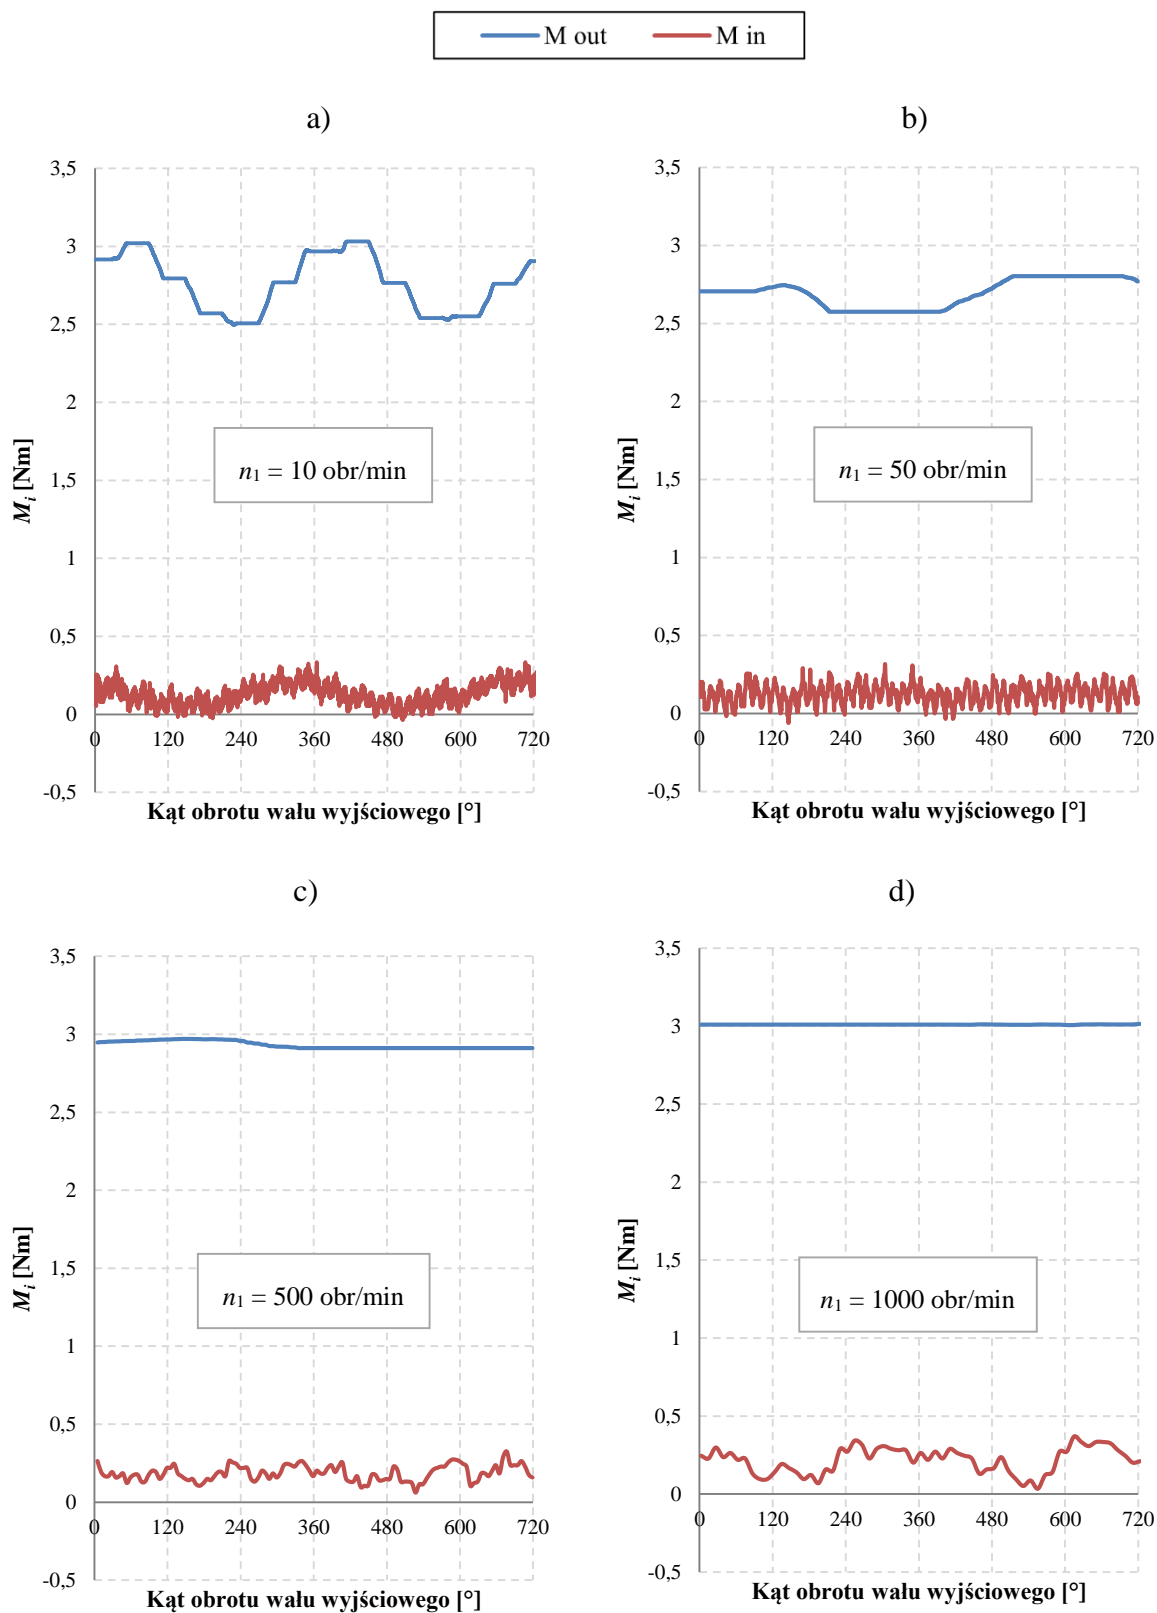 M out M in
a)
3,5
3
2,5
2
1,5
1
0,5
0
-0,5
M_i [Nm]
n₁ = 10 obr/min
0 120 240 360 480 600 720
Kąt obrotu wału wyjściowego [°]
b)
3,5
3
2,5
2
1,5
1
0,5
0
-0,5
M_i [Nm]
n₁ = 50 obr/min
0 120 240 360 480 600 720
Kąt obrotu wału wyjściowego [°]
c)
3,5
3
2,5
2
1,5
1
0,5
0
-0,5
M_i [Nm]
n₁ = 500 obr/min
0 120 240 360 480 600 720
Kąt obrotu wału wyjściowego [°]
d)
3,5
3
2,5
2
1,5
1
0,5
0
-0,5
M_i [Nm]
n₁ = 1000 obr/min
0 120 240 360 480 600 720
Kąt obrotu wału wyjściowego [°]